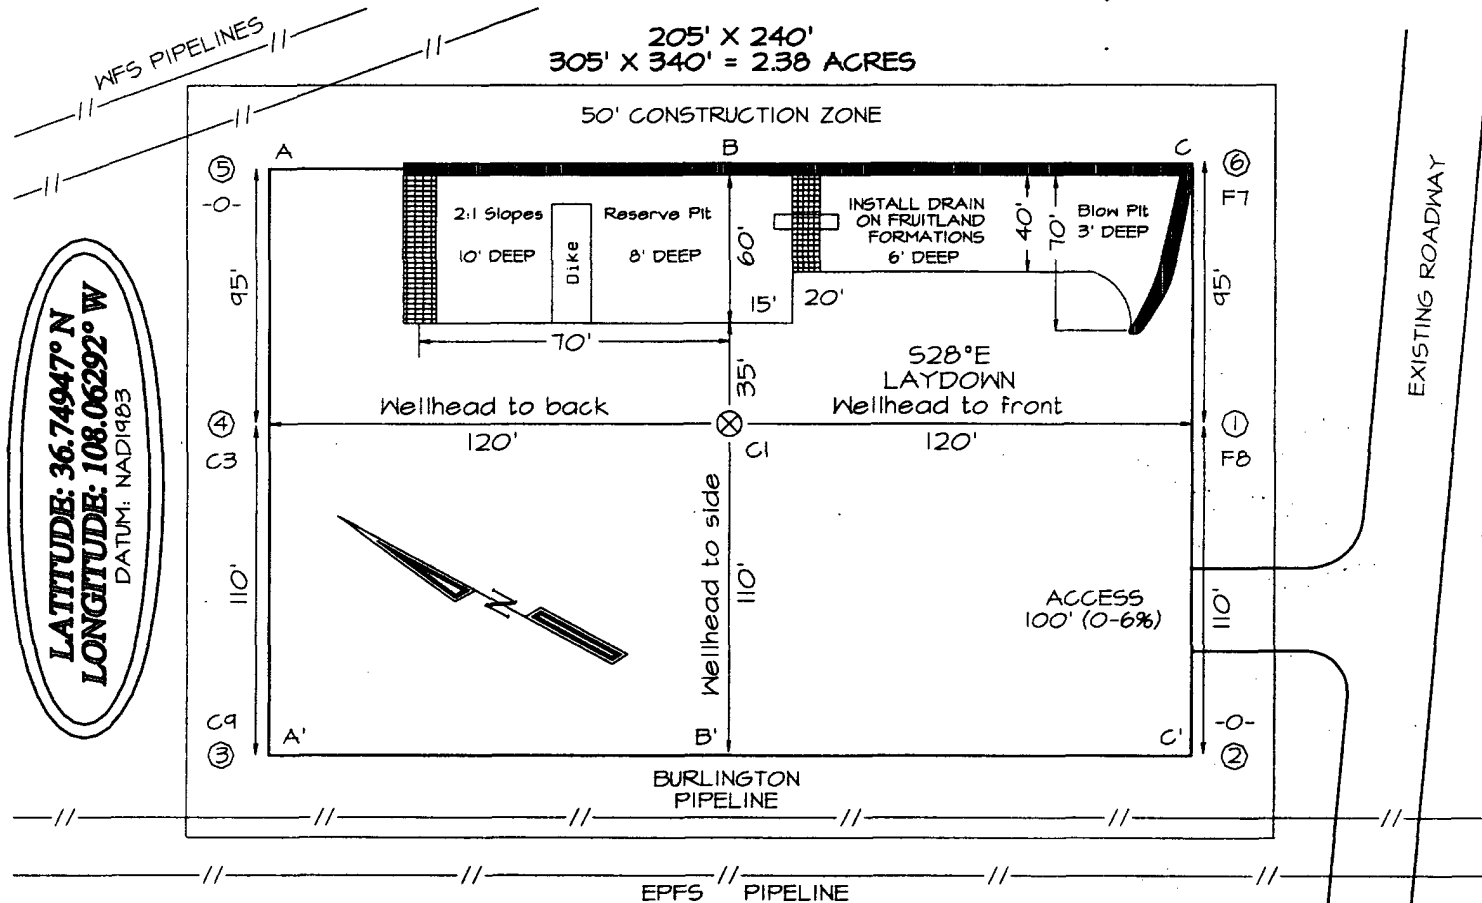 205' X 240'
305' X 340' = 2.38 ACRES
WFS PIPELINES
50' CONSTRUCTION ZONE
A
B
C
5
-0-
6
F7
2:1 Slopes
10' DEEP
Dike
Reserve Pit
8' DEEP
60'
15'
20'
INSTALL DRAIN
ON FRUITLAND
FORMATIONS
6' DEEP
40'
70'
Blow Pit
3' DEEP
95'
95'
70'
35'
S28°E
LAYDOWN
Wellhead to back
Wellhead to front
120'
120'
4
C3
C1
1
F8
EXISTING ROADWAY
LATITUDE: 36.74947° N
LONGITUDE: 108.06292° W
DATUM: NAD1983
110'
N
Wellhead to side
110'
ACCESS
100' (0-6%)
110'
C9
3
A'
B'
C'
-0-
2
BURLINGTON
PIPELINE
EPFS PIPELINE